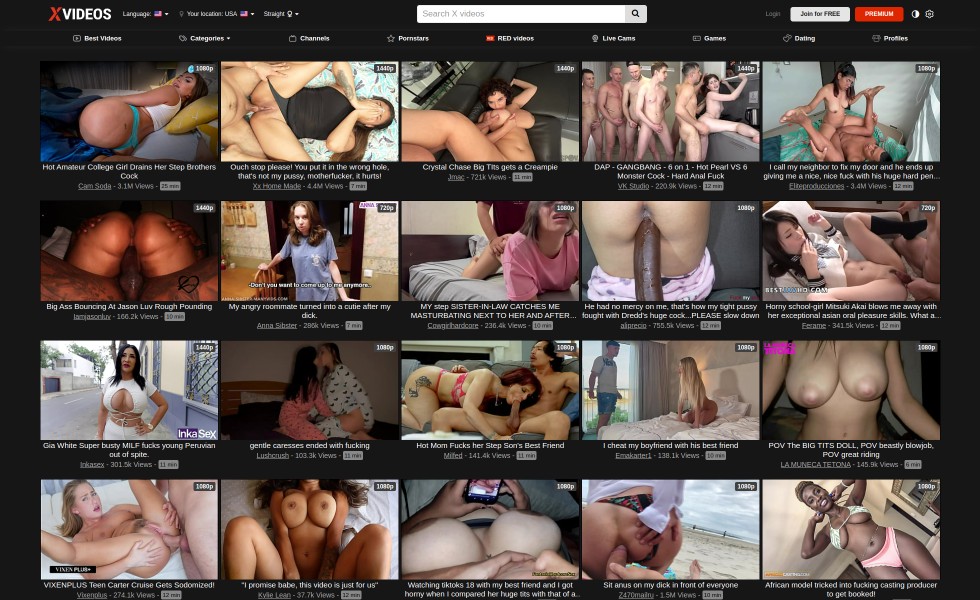 XVIDEOS
Language:
Your location: USA
Straight
Search X videos
Login
Join for FREE
PREMIUM
Best Videos
Categories
Channels
Pornstars
RED videos
Live Cams
Games
Dating
Profiles
1080p
1440p
1440p
1440p
1080p
Hot Amateur College Girl Drains Her Step Brothers
Cock
Cam Soda - 3.1M Views - 25 min
Ouch stop please! You put it in the wrong hole,
that's not my pussy, motherfucker, it hurts!
Xx Home Made - 4.4M Views - 7 min
Crystal Chase Big Tits gets a Creampie
Jmac - 721k Views - 11 min
DAP - GANGBANG - 6 on 1 - Hot Pearl VS 6
Monster Cock - Hard Anal Fuck
VK Studio - 220.9k Views - 12 min
I call my neighbor to fix my door and he ends up
giving me a nice, nice fuck with his huge hard pen...
Eliteproducciones - 3.4M Views - 12 min
1440p
ANNA S
720p
-Don't you want to come up to me anymore..
1080p
1080p
my
720p
Big Ass Bouncing At Jason Luv Rough Pounding
Iamjasonluv - 166.2k Views - 10 min
My angry roommate turned into a cutie after my
dick.
Anna Sibster - 286k Views - 7 min
MY step SISTER-IN-LAW CATCHES ME
MASTURBATING NEXT TO HER AND AFTER...
Cowgirlhardcore - 236.4k Views - 10 min
He had no mercy on me, that's how my tight pussy
fought with Dredd's huge cock...PLEASE slow down
aliprecio - 755.5k Views - 12 min
Horny school-girl Mitsuki Akai blows me away with
her exceptional asian oral pleasure skills. What a...
Ferame - 341.5k Views - 12 min
1440p
InkaSex
1080p
1080p
1080p
1080p
Gia White Super busty MILF fucks young Peruvian
out of spite.
Inkasex - 301.5k Views - 11 min
gentle caresses ended with fucking
Lushcrush - 103.3k Views - 11 min
Hot Mom Fucks her Step Son's Best Friend
Milfed - 141.4k Views - 11 min
I cheat my boyfriend with his best friend
Emakarter1 - 138.1k Views - 10 min
POV The BIG TITS DOLL, POV beastly blowjob,
POV great riding
LA MUNECA TETONA - 145.9k Views - 6 min
1080p
VIXEN PLUS+
1080p
1080p
1080p
1080p
VIXENPLUS Teen Carter Cruise Gets Sodomized!
Vixenplus - 274.1k Views - 12 min
"I promise babe, this video is just for us"
Kylie Lean - 37.7k Views - 12 min
Watching tiktoks 18 with my best friend and I got
horny when I compared her huge tits with that of a..
Sit anus on my dick in front of everyone
Z470mailru - 1.5M Views - 10 min
African model tricked into fucking casting producer
to get booked!